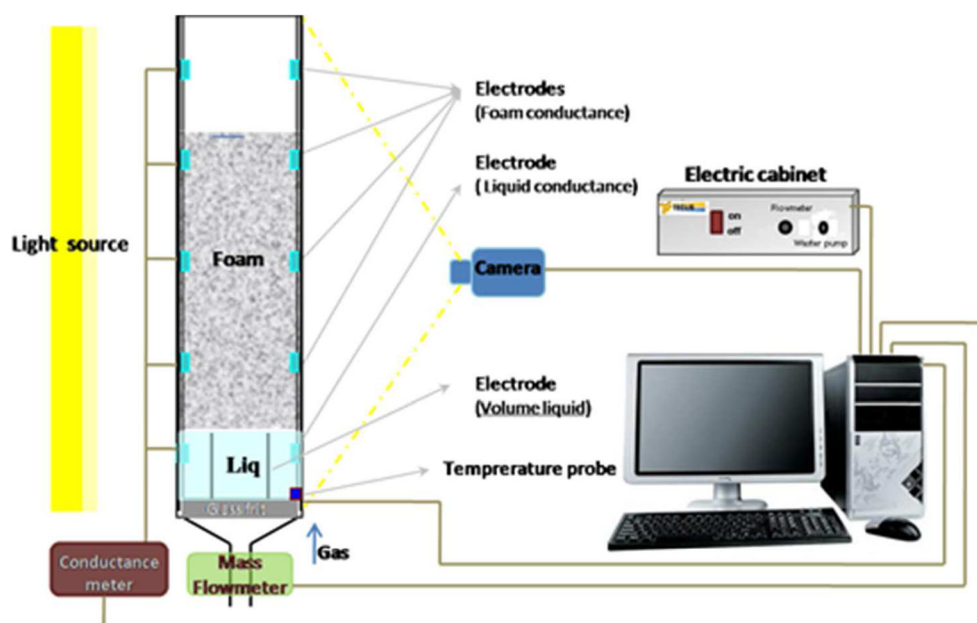 Electrodes
(Foam conductance)
Electrode
( Liquid conductance)
Electric cabinet
on
off
Flowmeter
Water pump
Light source
Foam
Camera
Electrode
(Volume liquid)
Liq
Temprerature probe
Glass frit
Gas
Conductance
meter
Mass
Flowmeter